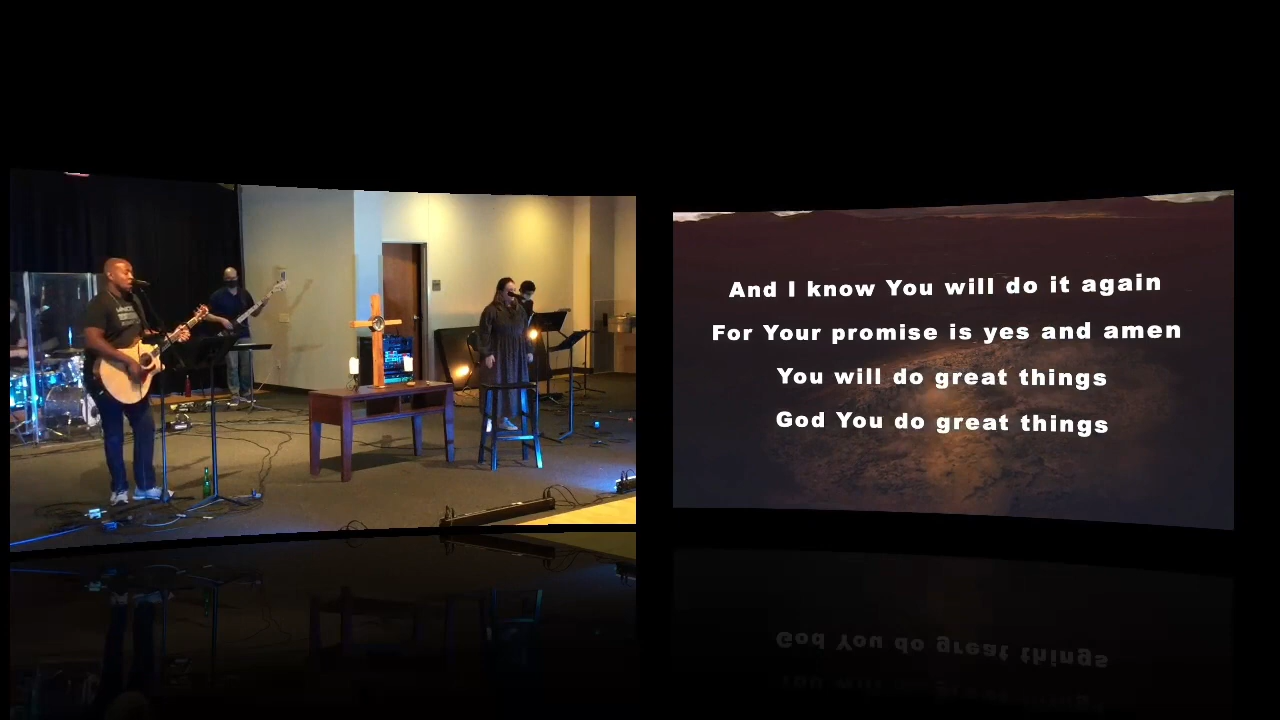 And I know You will do it again
For Your promise is yes and amen
You will do great things
God You do great things